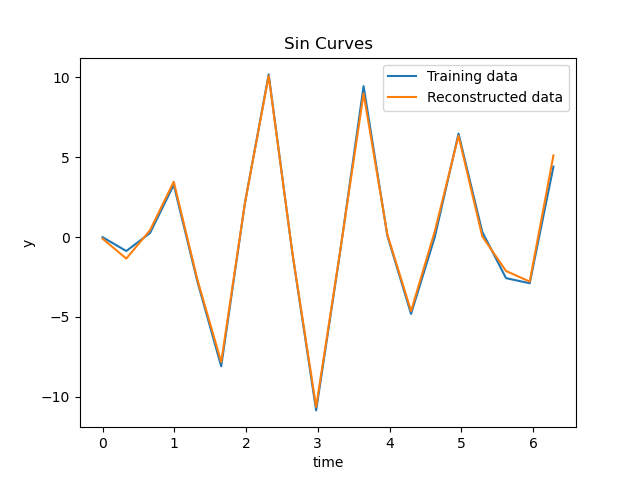 Sin Curves
Training data
Reconstructed data
10
5
0
−5
−10
y
0 1 2 3 4 5 6
time